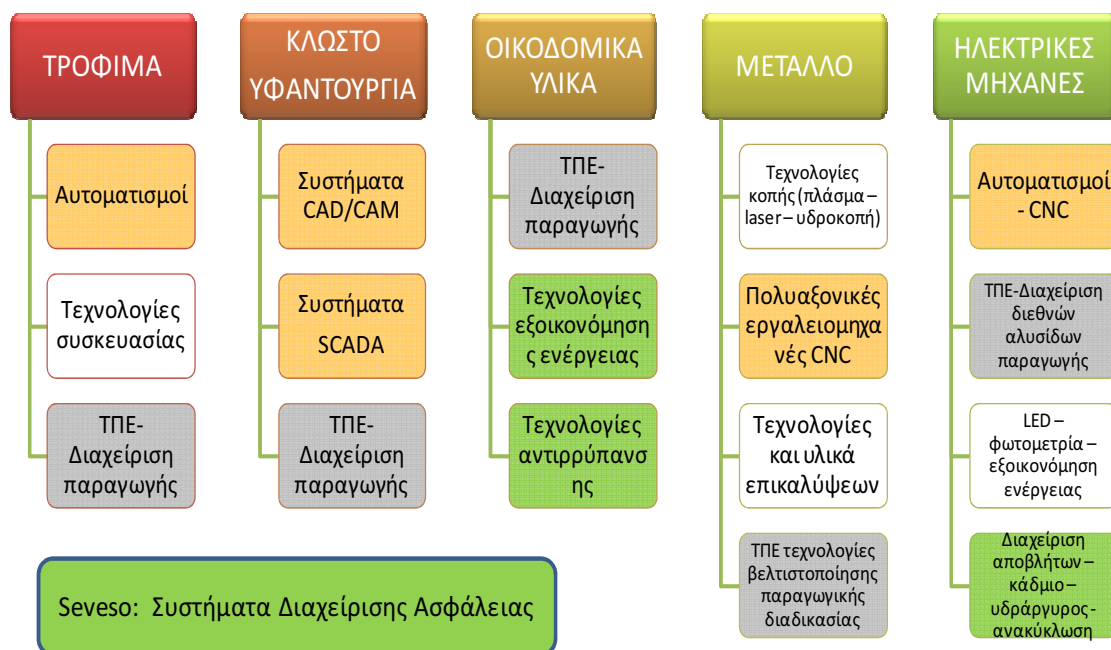 ΤΡΟΦΙΜΑ
Αυτοματισμοί
Τεχνολογίες
συσκευασίας
ΤΠΕ-
Διαχείριση
παραγωγής
ΚΛΩΣΤΟ
ΥΦΑΝΤΟΥΡΓΙΑ
Συστήματα
CAD/CAM
Συστήματα
SCADA
ΤΠΕ-
Διαχείριση
παραγωγής
ΟΙΚΟΔΟΜΙΚΑ
ΥΛΙΚΑ
ΤΠΕ-
Διαχείριση
παραγωγής
Τεχνολογίες
εξοικονόμηση
ς ενέργειας
Τεχνολογίες
αντιρρύπανσ
ης
ΜΕΤΑΛΛΟ
Τεχνολογίες
κοπής (πλάσμα –
laser – υδροκοπή)
Πολυαξονικές
εργαλειομηχα
νές CNC
Τεχνολογίες
και υλικά
επικαλύψεων
ΤΠΕ τεχνολογίες
βελτιστοποίησης
παραγωγικής
διαδικασίας
ΗΛΕΚΤΡΙΚΕΣ
ΜΗΧΑΝΕΣ
Αυτοματισμοί
- CNC
ΤΠΕ-Διαχείριση
διεθνών
αλυσίδων
παραγωγής
LED –
φωτομετρία –
εξοικονόμηση
ενέργειας
Διαχείριση
αποβλήτων –
κάδμιο –
υδράργυρος -
ανακύκλωση
Seveso: Συστήματα Διαχείρισης Ασφάλειας